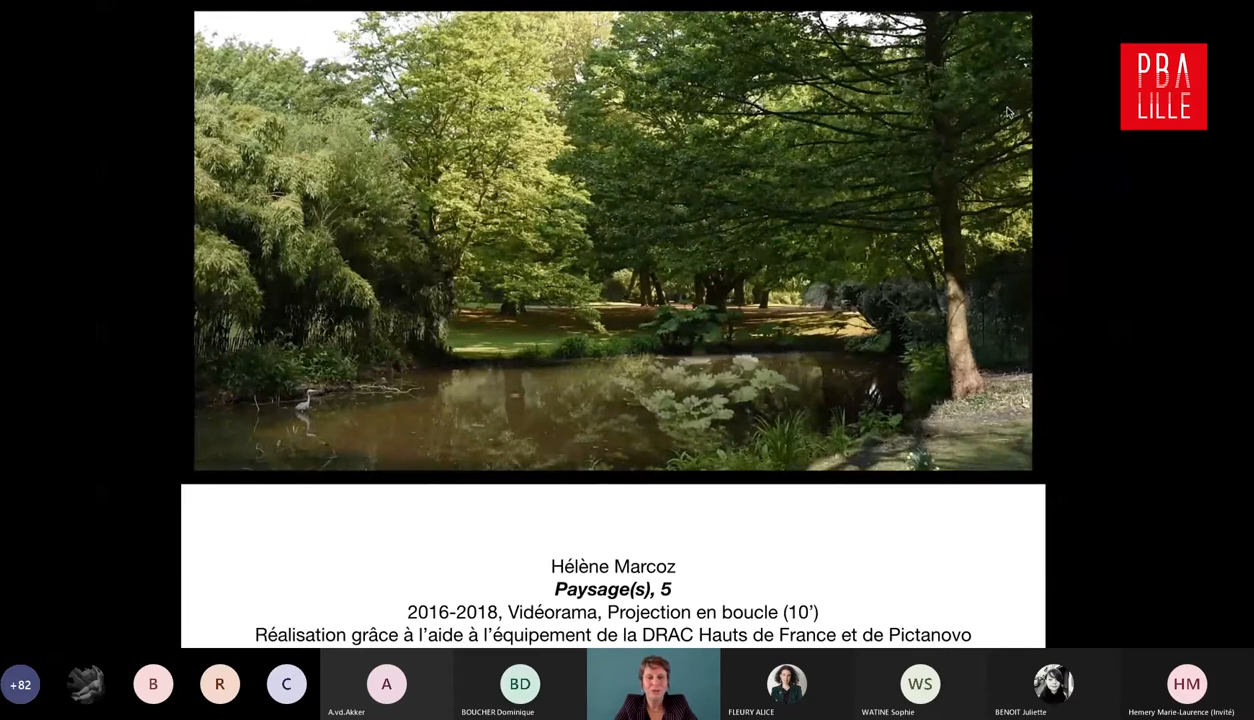 PBA
LILLE
Hélène Marcoz
Paysage(s), 5
2016-2018, Vidéorama, Projection en boucle (10’)
Réalisation grâce à l’aide à l’équipement de la DRAC Hauts de France et de Pictanovo
+82
B
R
C
A
BD
WS
HM
A.vd.Akker
BOUCHER Dominique
FLEURY ALICE
WATINE Sophie
BENOIT Juliette
Hemery Marie-Laurence (Invité)